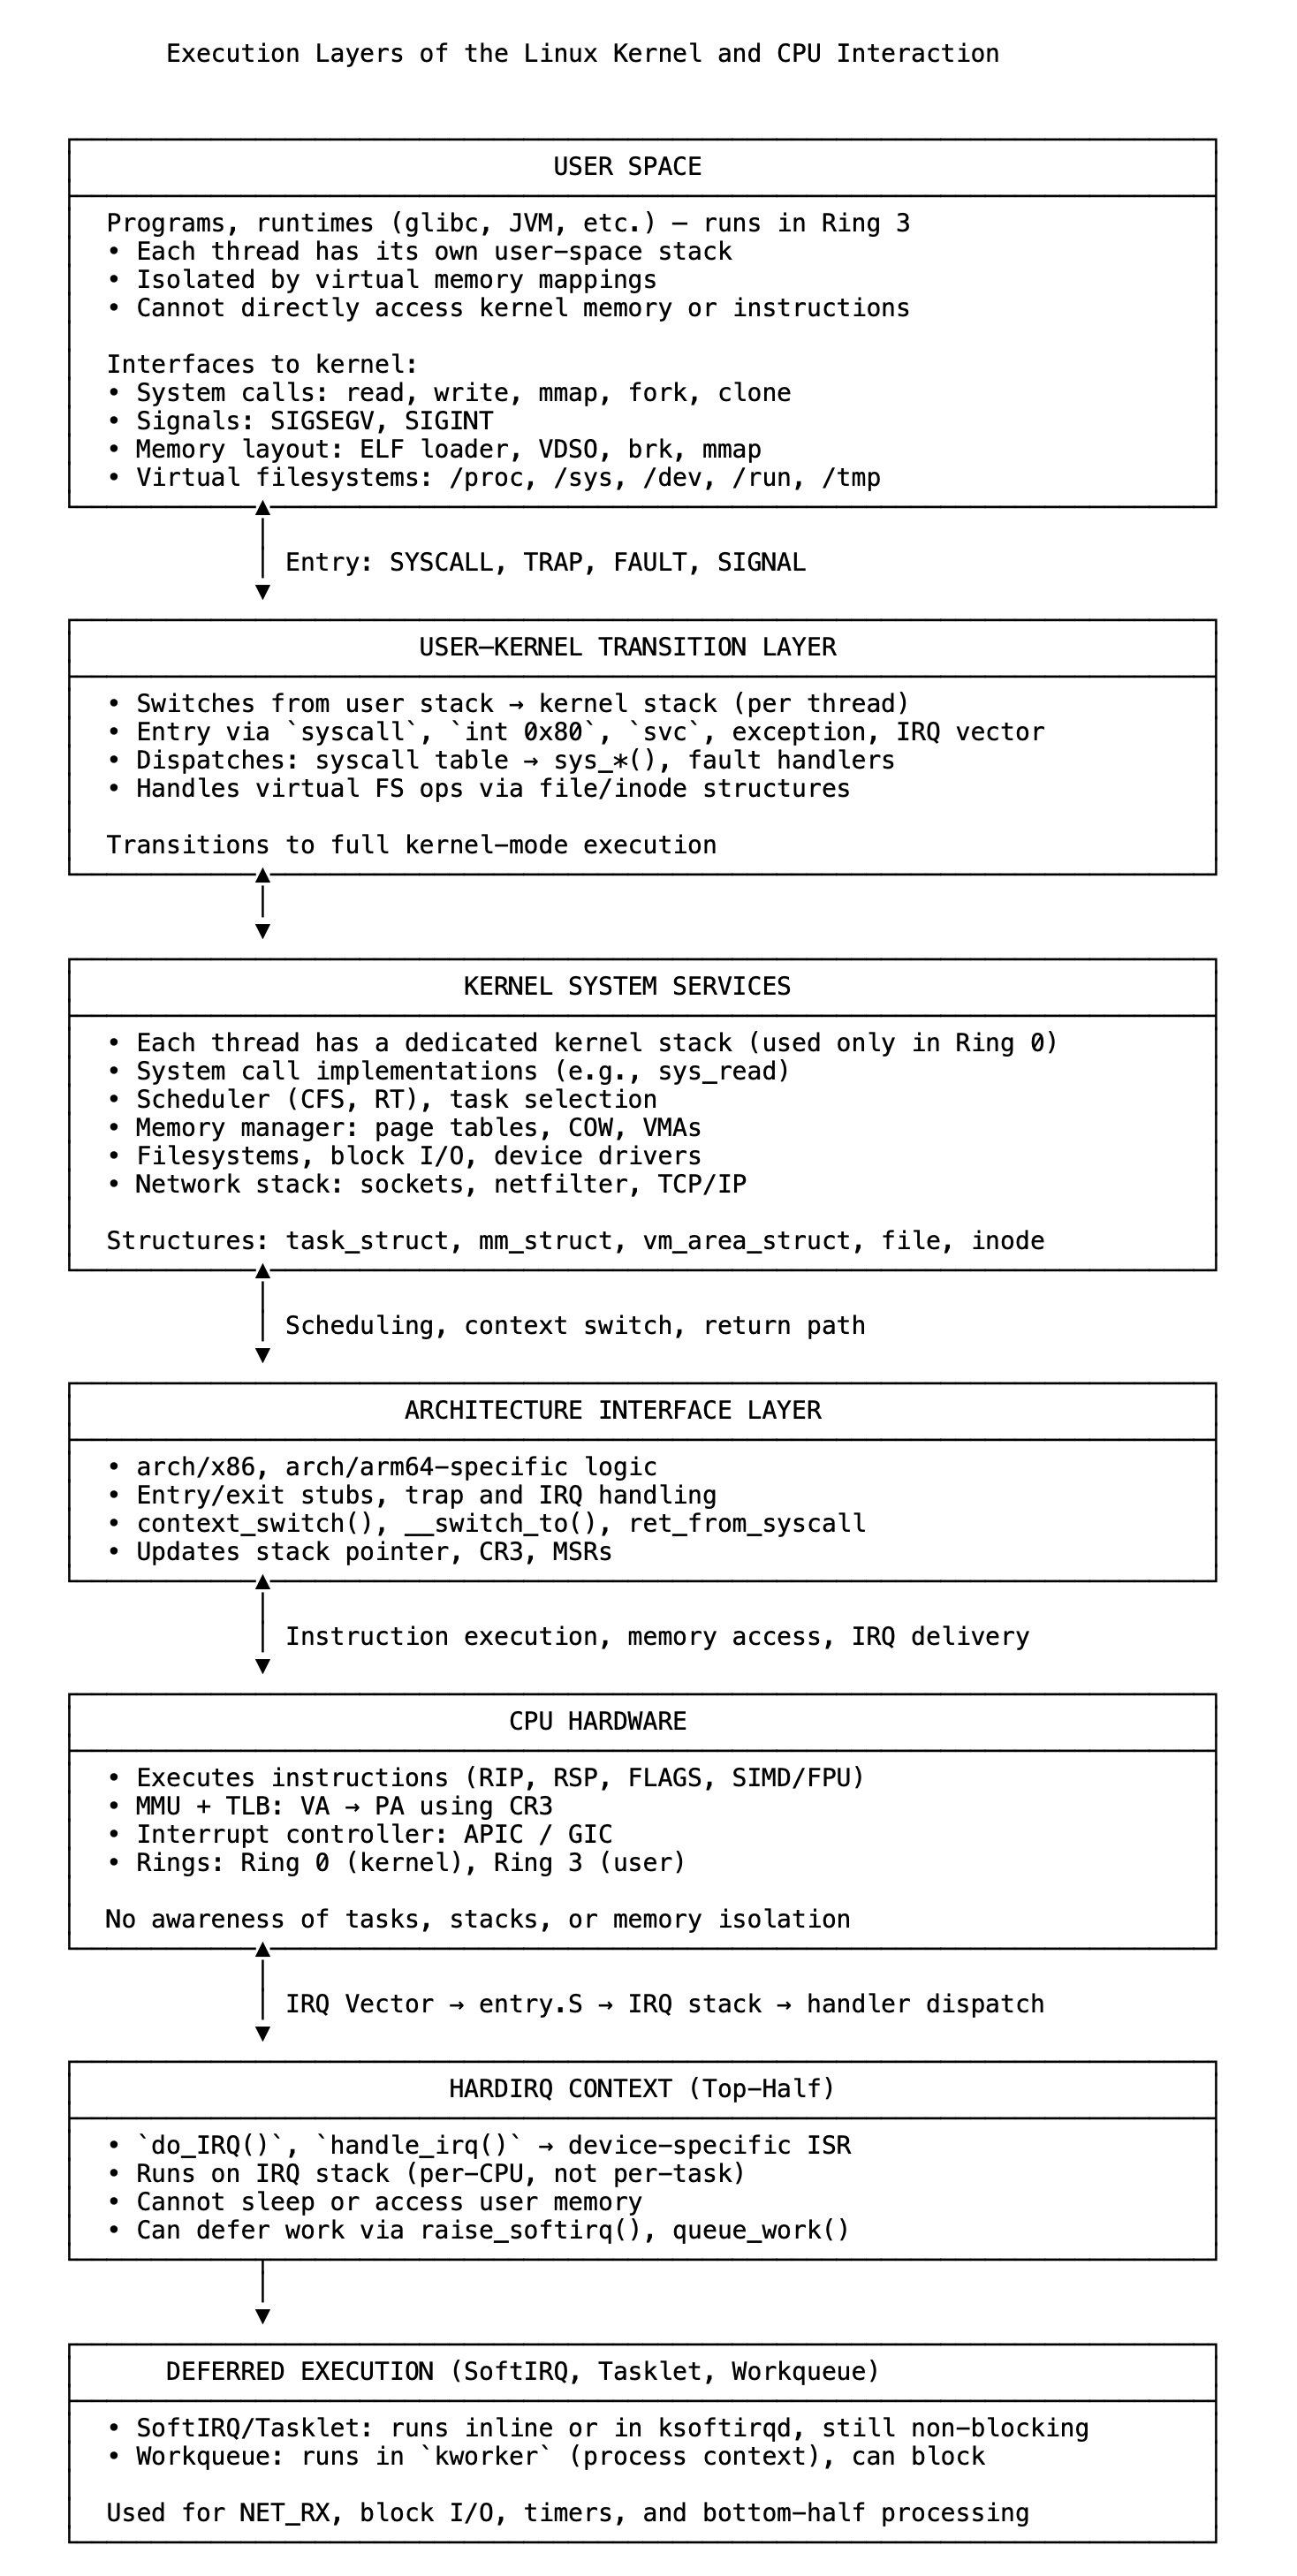 Execution Layers of the Linux Kernel and CPU Interaction
USER SPACE
Programs, runtimes (glibc, JVM, etc.) — runs in Ring 3
• Each thread has its own user-space stack
• Isolated by virtual memory mappings
• Cannot directly access kernel memory or instructions
Interfaces to kernel:
• System calls: read, write, mmap, fork, clone
• Signals: SIGSEGV, SIGINT
• Memory layout: ELF loader, VDSO, brk, mmap
• Virtual filesystems: /proc, /sys, /dev, /run, /tmp
Entry: SYSCALL, TRAP, FAULT, SIGNAL
USER–KERNEL TRANSITION LAYER
• Switches from user stack → kernel stack (per thread)
• Entry via `syscall`, `int 0x80`, `svc`, exception, IRQ vector
• Dispatches: syscall table → sys_*(), fault handlers
• Handles virtual FS ops via file/inode structures
Transitions to full kernel-mode execution
KERNEL SYSTEM SERVICES
• Each thread has a dedicated kernel stack (used only in Ring 0)
• System call implementations (e.g., sys_read)
• Scheduler (CFS, RT), task selection
• Memory manager: page tables, COW, VMAs
• Filesystems, block I/O, device drivers
• Network stack: sockets, netfilter, TCP/IP
Structures: task_struct, mm_struct, vm_area_struct, file, inode
Scheduling, context switch, return path
ARCHITECTURE INTERFACE LAYER
• arch/x86, arch/arm64-specific logic
• Entry/exit stubs, trap and IRQ handling
• context_switch(), __switch_to(), ret_from_syscall
• Updates stack pointer, CR3, MSRs
Instruction execution, memory access, IRQ delivery
CPU HARDWARE
• Executes instructions (RIP, RSP, FLAGS, SIMD/FPU)
• MMU + TLB: VA → PA using CR3
• Interrupt controller: APIC / GIC
• Rings: Ring 0 (kernel), Ring 3 (user)
No awareness of tasks, stacks, or memory isolation
IRQ Vector → entry.S → IRQ stack → handler dispatch
HARDIRQ CONTEXT (Top-Half)
• `do_IRQ()`, `handle_irq()` → device-specific ISR
• Runs on IRQ stack (per-CPU, not per-task)
• Cannot sleep or access user memory
• Can defer work via raise_softirq(), queue_work()
DEFERRED EXECUTION (SoftIRQ, Tasklet, Workqueue)
• SoftIRQ/Tasklet: runs inline or in ksoftirqd, still non-blocking
• Workqueue: runs in `kworker` (process context), can block
Used for NET_RX, block I/O, timers, and bottom-half processing